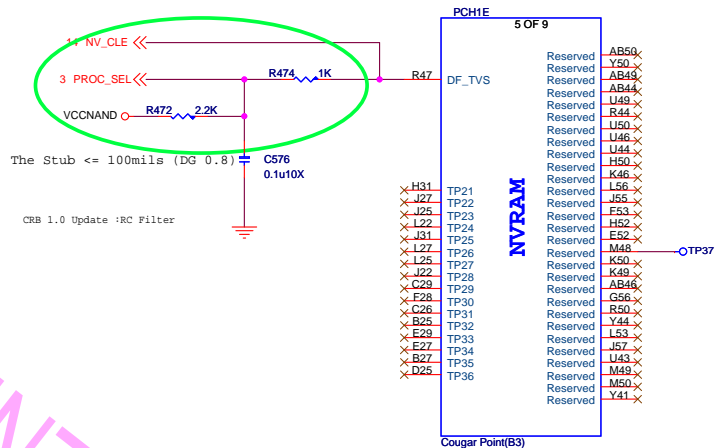 PCH1E
5 OF 9
14 NV_CLE
3 PROC_SEL
R474 1K
R47 DF_TVS
VCCNAND
R472 2.2K
The Stub <= 100mils (DG 0.8)
C576
0.1u10X
CRB 1.0 Update :RC Filter
NVRAM
H31 TP21
J27 TP22
J25 TP23
L22 TP24
J31 TP25
L27 TP26
L25 TP27
J22 TP28
C29 TP29
F28 TP30
C26 TP31
B25 TP32
E29 TP33
E27 TP34
B27 TP35
D25 TP36
Reserved AB50
Reserved Y50
Reserved AB49
Reserved AB44
Reserved U49
Reserved R44
Reserved U50
Reserved U46
Reserved U44
Reserved H50
Reserved K46
Reserved L56
Reserved J55
Reserved F53
Reserved H52
Reserved E52
Reserved M48 TP37
Reserved K50
Reserved K49
Reserved AB46
Reserved G56
Reserved R50
Reserved Y44
Reserved L53
Reserved J57
Reserved U43
Reserved M49
Reserved M50
Reserved Y41
Cougar Point(B3)